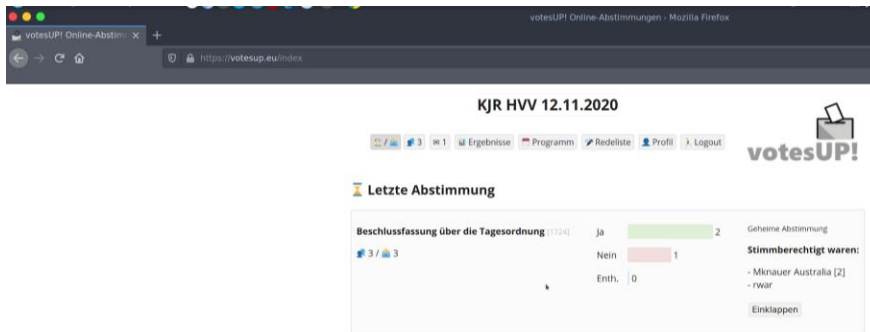 votesUP! Online-Abstimmungen - Mozilla Firefox
votesUP! Online-Abstim
https://votesup.eu/index
KJR HVV 12.11.2020
/ 3 1 Ergebnisse Programm Redeliste Profil Logout
votesUP!
Letzte Abstimmung
Beschlussfassung über die Tagesordnung [1724]
3 / 3
Ja 2
Nein 1
Enth. 0
Geheime Abstimmung
Stimmberechtigt waren:
- Mknauer Australia [2]
- rwar
Einklappen